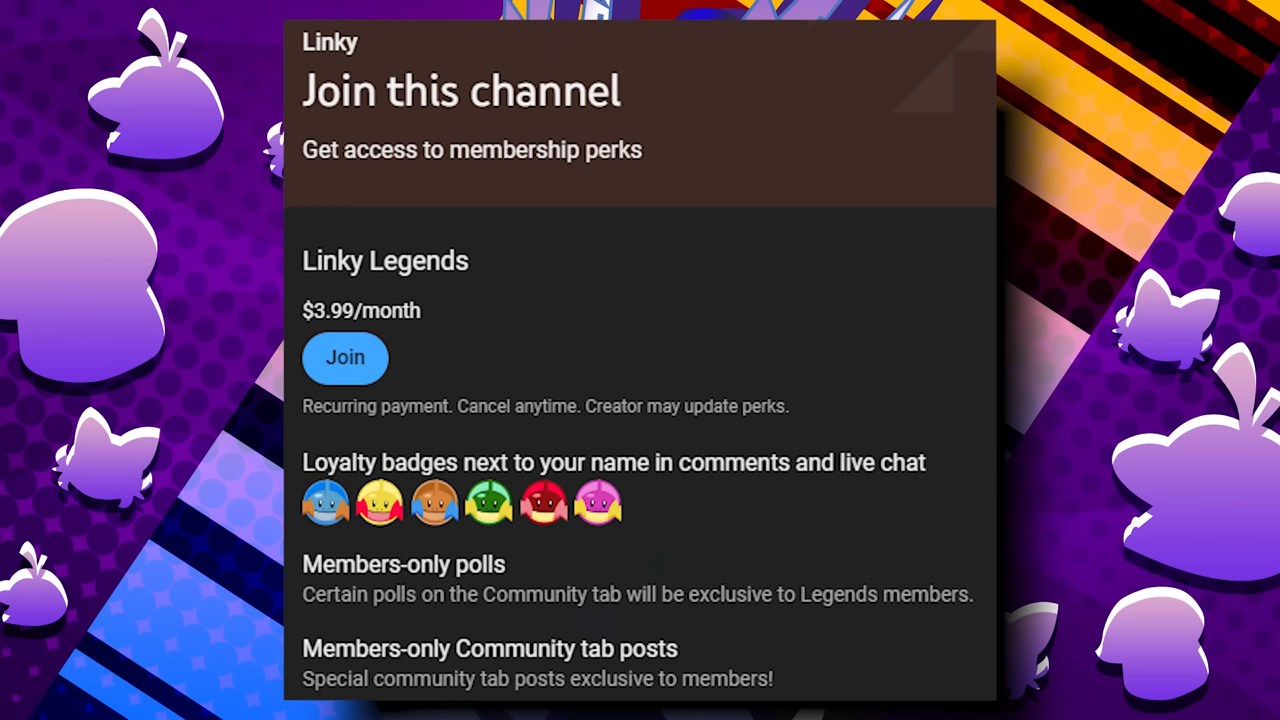 Linky
Join this channel
Get access to membership perks
Linky Legends
$3.99/month
Join
Recurring payment. Cancel anytime. Creator may update perks.
Loyalty badges next to your name in comments and live chat
Members-only polls
Certain polls on the Community tab will be exclusive to Legends members.
Members-only Community tab posts
Special community tab posts exclusive to members!